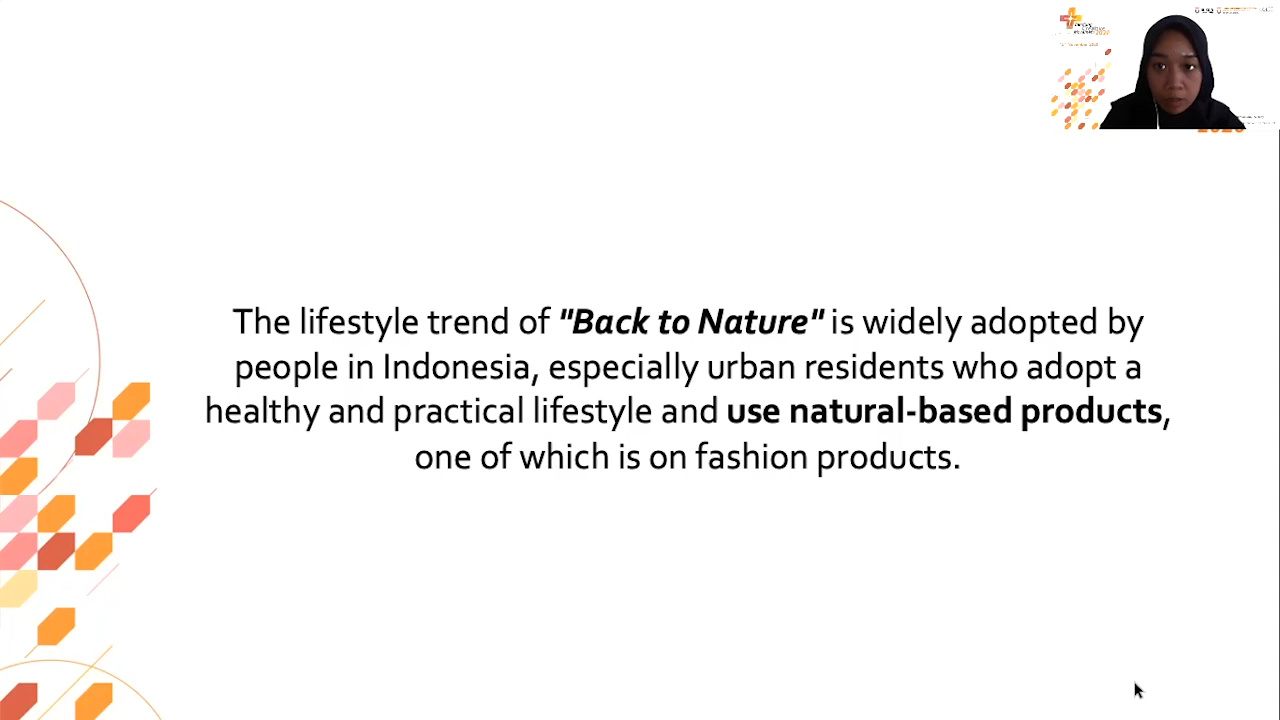 The lifestyle trend of "Back to Nature" is widely adopted by
people in Indonesia, especially urban residents who adopt a
healthy and practical lifestyle and use natural-based products,
one of which is on fashion products.